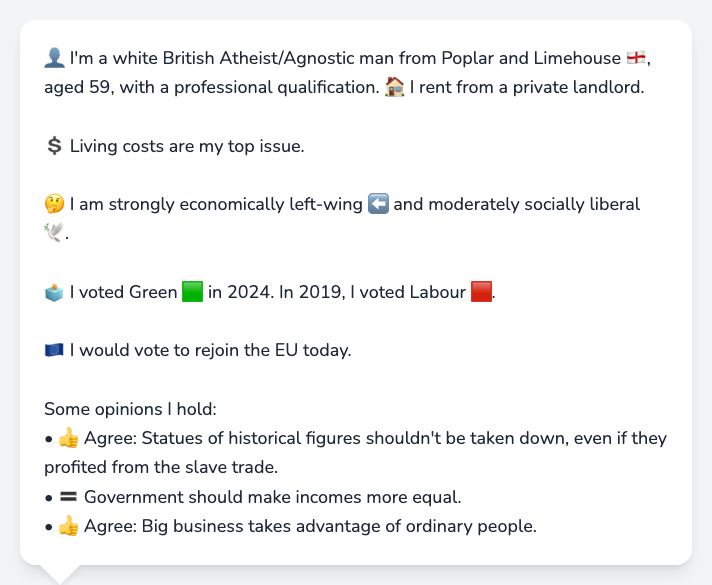 👤 I'm a white British Atheist/Agnostic man from Poplar and Limehouse 🏴󠁧󠁢󠁥󠁮󠁧󠁿,
aged 59, with a professional qualification. 🏠 I rent from a private landlord.
💲 Living costs are my top issue.
🤔 I am strongly economically left-wing ⬅️ and moderately socially liberal
🕊️.
🗳️ I voted Green 🟩 in 2024. In 2019, I voted Labour 🟥.
🇪🇺 I would vote to rejoin the EU today.
Some opinions I hold:
• 👍 Agree: Statues of historical figures shouldn't be taken down, even if they
profited from the slave trade.
• 🟰 Government should make incomes more equal.
• 👍 Agree: Big business takes advantage of ordinary people.